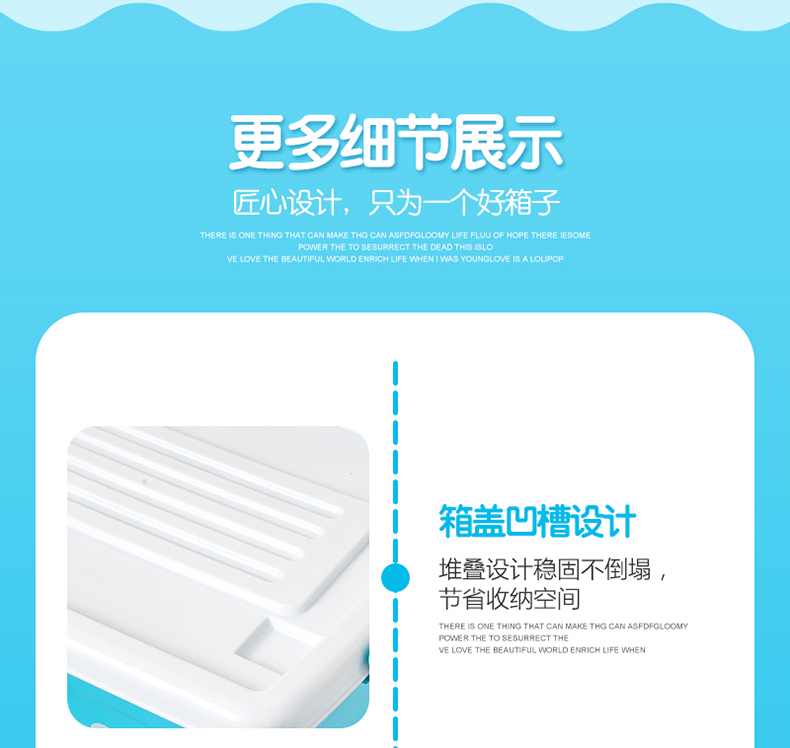 更多细节展示
匠心设计，只为一个好箱子
THERE IS ONE THING THAT CAN MAKE THG CAN ASFDFGLOOMY LIFE FLUU OF HOPE THERE IESOME
POWER THE TO SESURRECT THE DEAD THIS ISLO
VE LOVE THE BEAUTIFUL WORLD ENRICH LIFE WHEN I WAS YOUNGLOVE IS A LOLIPOP
箱盖凹槽设计
堆叠设计稳固不倒塌，
节省收纳空间
THERE IS ONE THING THAT CAN MAKE THG CAN ASFDFGLOOMY
POWER THE TO SESURRECT THE
VE LOVE THE BEAUTIFUL WORLD ENRICH LIFE WHEN